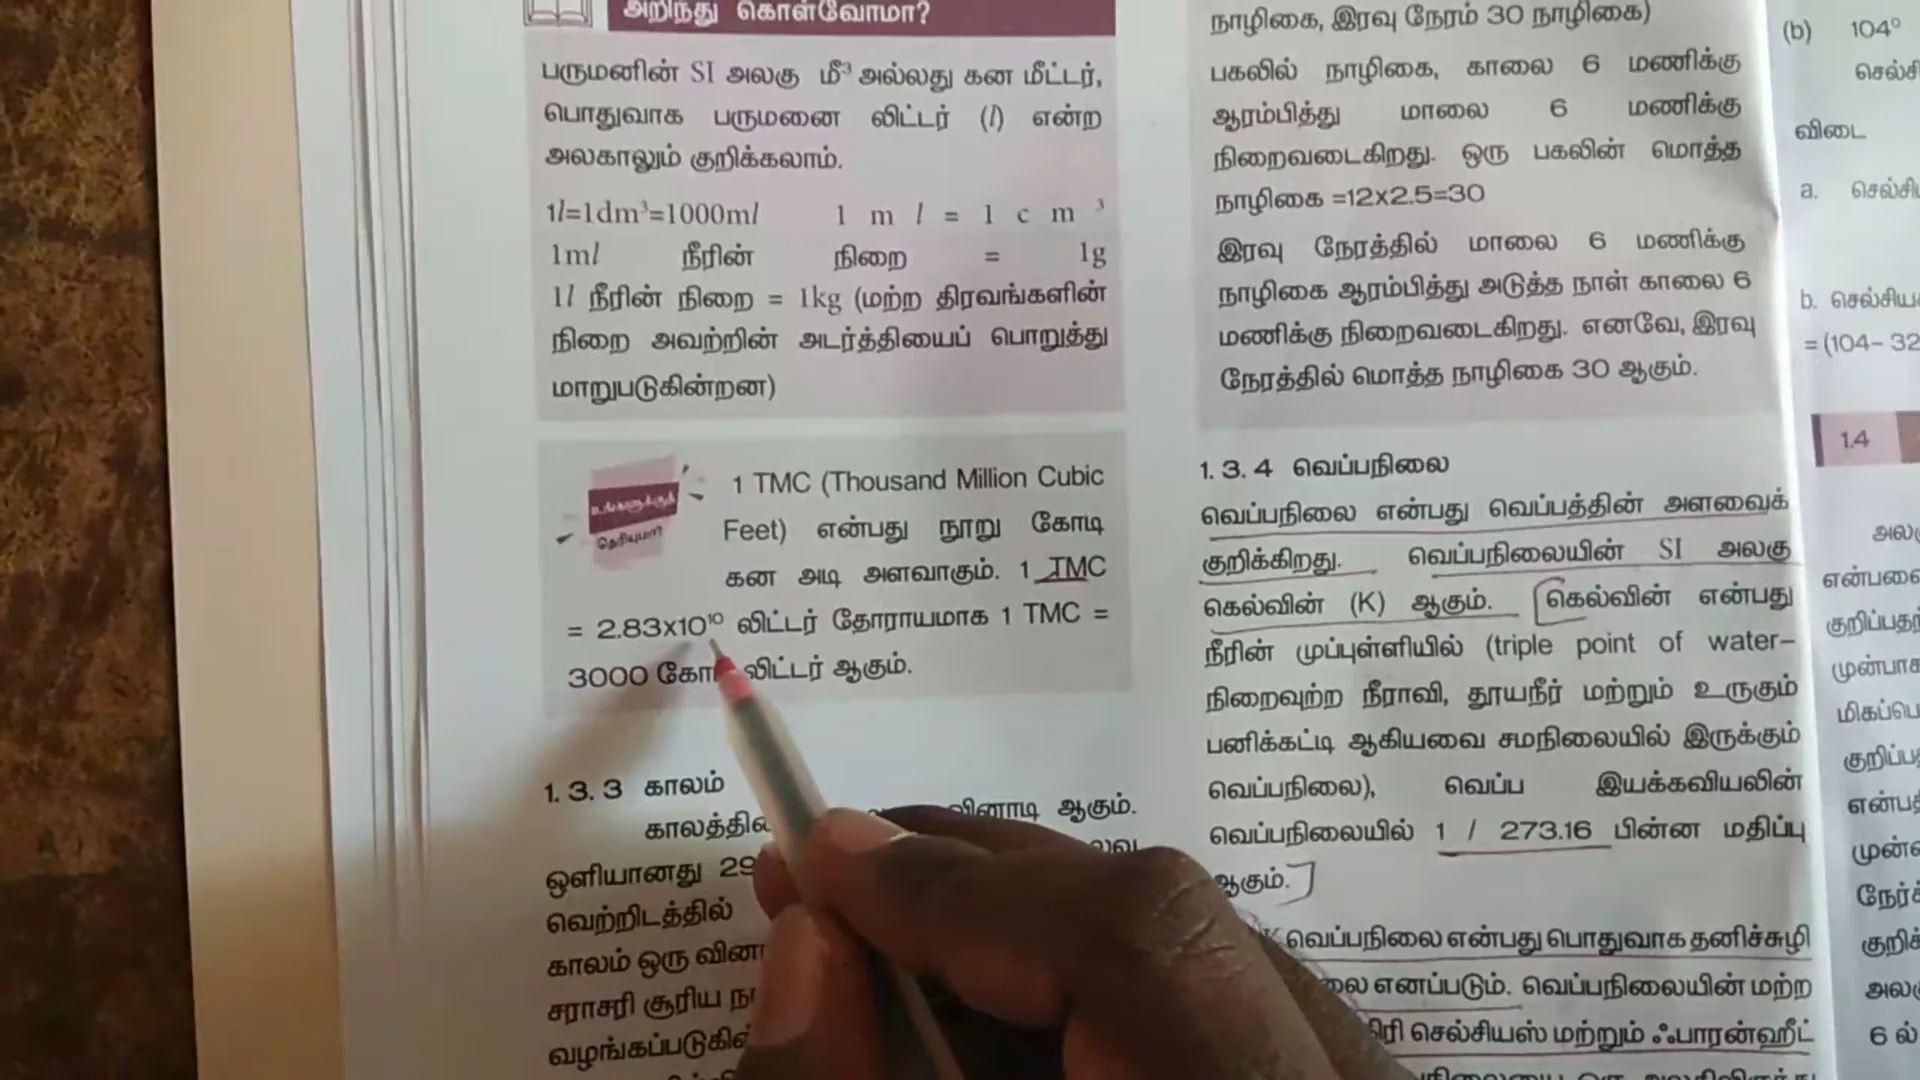 அறிந்து கொள்வோமா?
பருமனின் SI அலகு மீ³ அல்லது கன மீட்டர்,
பொதுவாக பருமனை லிட்டர் (l) என்ற
அலகாலும் குறிக்கலாம்.
1l=1dm³=1000ml 1 m l = 1 c m ³
1ml நீரின் நிறை = 1g
1l நீரின் நிறை = 1kg (மற்ற திரவங்களின்
நிறை அவற்றின் அடர்த்தியைப் பொறுத்து
மாறுபடுகின்றன)
உங்களுக்குத்
தெரியுமா?
1 TMC (Thousand Million Cubic
Feet) என்பது நூறு கோடி
கன அடி அளவாகும். 1 TMC
= 2.83x10¹⁰ லிட்டர் தோராயமாக 1 TMC =
3000 லிட்டர் ஆகும்.
1. 3. 3 காலம்
ஆகும்.
ஒளியானது 29
வெற்றிடத்தில்
காலம் ஒரு
சராசரி சூரிய
நாழிகை, இரவு நேரம் 30 நாழிகை)
பகலில் நாழிகை, காலை 6 மணிக்கு
ஆரம்பித்து மாலை 6 மணிக்கு
நிறைவடைகிறது. ஒரு பகலின் மொத்த
நாழிகை =12x2.5=30
இரவு நேரத்தில் மாலை 6 மணிக்கு
நாழிகை ஆரம்பித்து அடுத்த நாள் காலை 6
மணிக்கு நிறைவடைகிறது. எனவே, இரவு
நேரத்தில் மொத்த நாழிகை 30 ஆகும்.
1. 3. 4 வெப்பநிலை
வெப்பநிலை என்பது வெப்பத்தின் அளவைக்
குறிக்கிறது. வெப்பநிலையின் SI அலகு
கெல்வின் (K) ஆகும். கெல்வின் என்பது
நீரின் முப்புள்ளியில் (triple point of water–
நிறைவுற்ற நீராவி, தூயநீர் மற்றும் உருகும்
பனிக்கட்டி ஆகியவை சமநிலையில் இருக்கும்
வெப்பநிலை), வெப்ப இயக்கவியலின்
வெப்பநிலையில் 1 / 273.16 பின்ன மதிப்பு
ஆகும்.
வெப்பநிலை என்பது பொதுவாக தனிச்சுழி
எனப்படும். வெப்பநிலையின் மற்ற
செல்சியஸ் மற்றும் ஃபாரன்ஹீட்
(b) 104°
விடை
a.
b.
= (104– 32
1.4
6 ல்